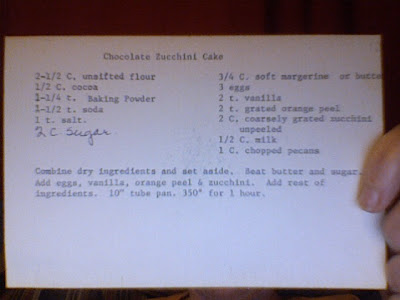 Chocolate Zucchini Cake
2-1/2 C. unsifted flour
1/2 C. cocoa
2-1/4 t. Baking Powder
1-1/2 t. soda
1 t. salt.
2 C Sugar
3/4 C. soft margerine or butte
3 eggs
2 t. vanilla
2 t. grated orange peel
2 C, coarsely grated zucchini
unpeeled
1/2 C. milk
1 C. chopped pecans
Combine dry ingredients and set aside. Beat butter and sugar.
Add eggs, vanilla, orange peel & zucchini. Add rest of
ingredients. 10" tube pan. 350° for 1 hour.